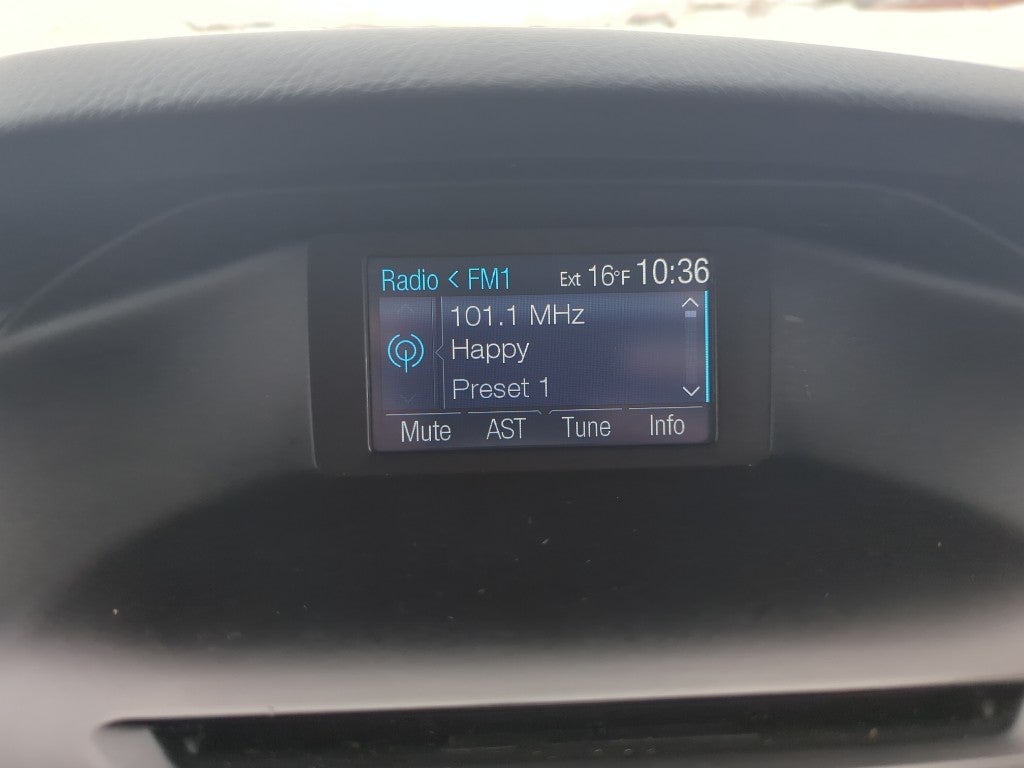 Radio < FM1 Ext 16°F 10:36
101.1 MHz
Happy
Preset 1
Mute AST Tune Info